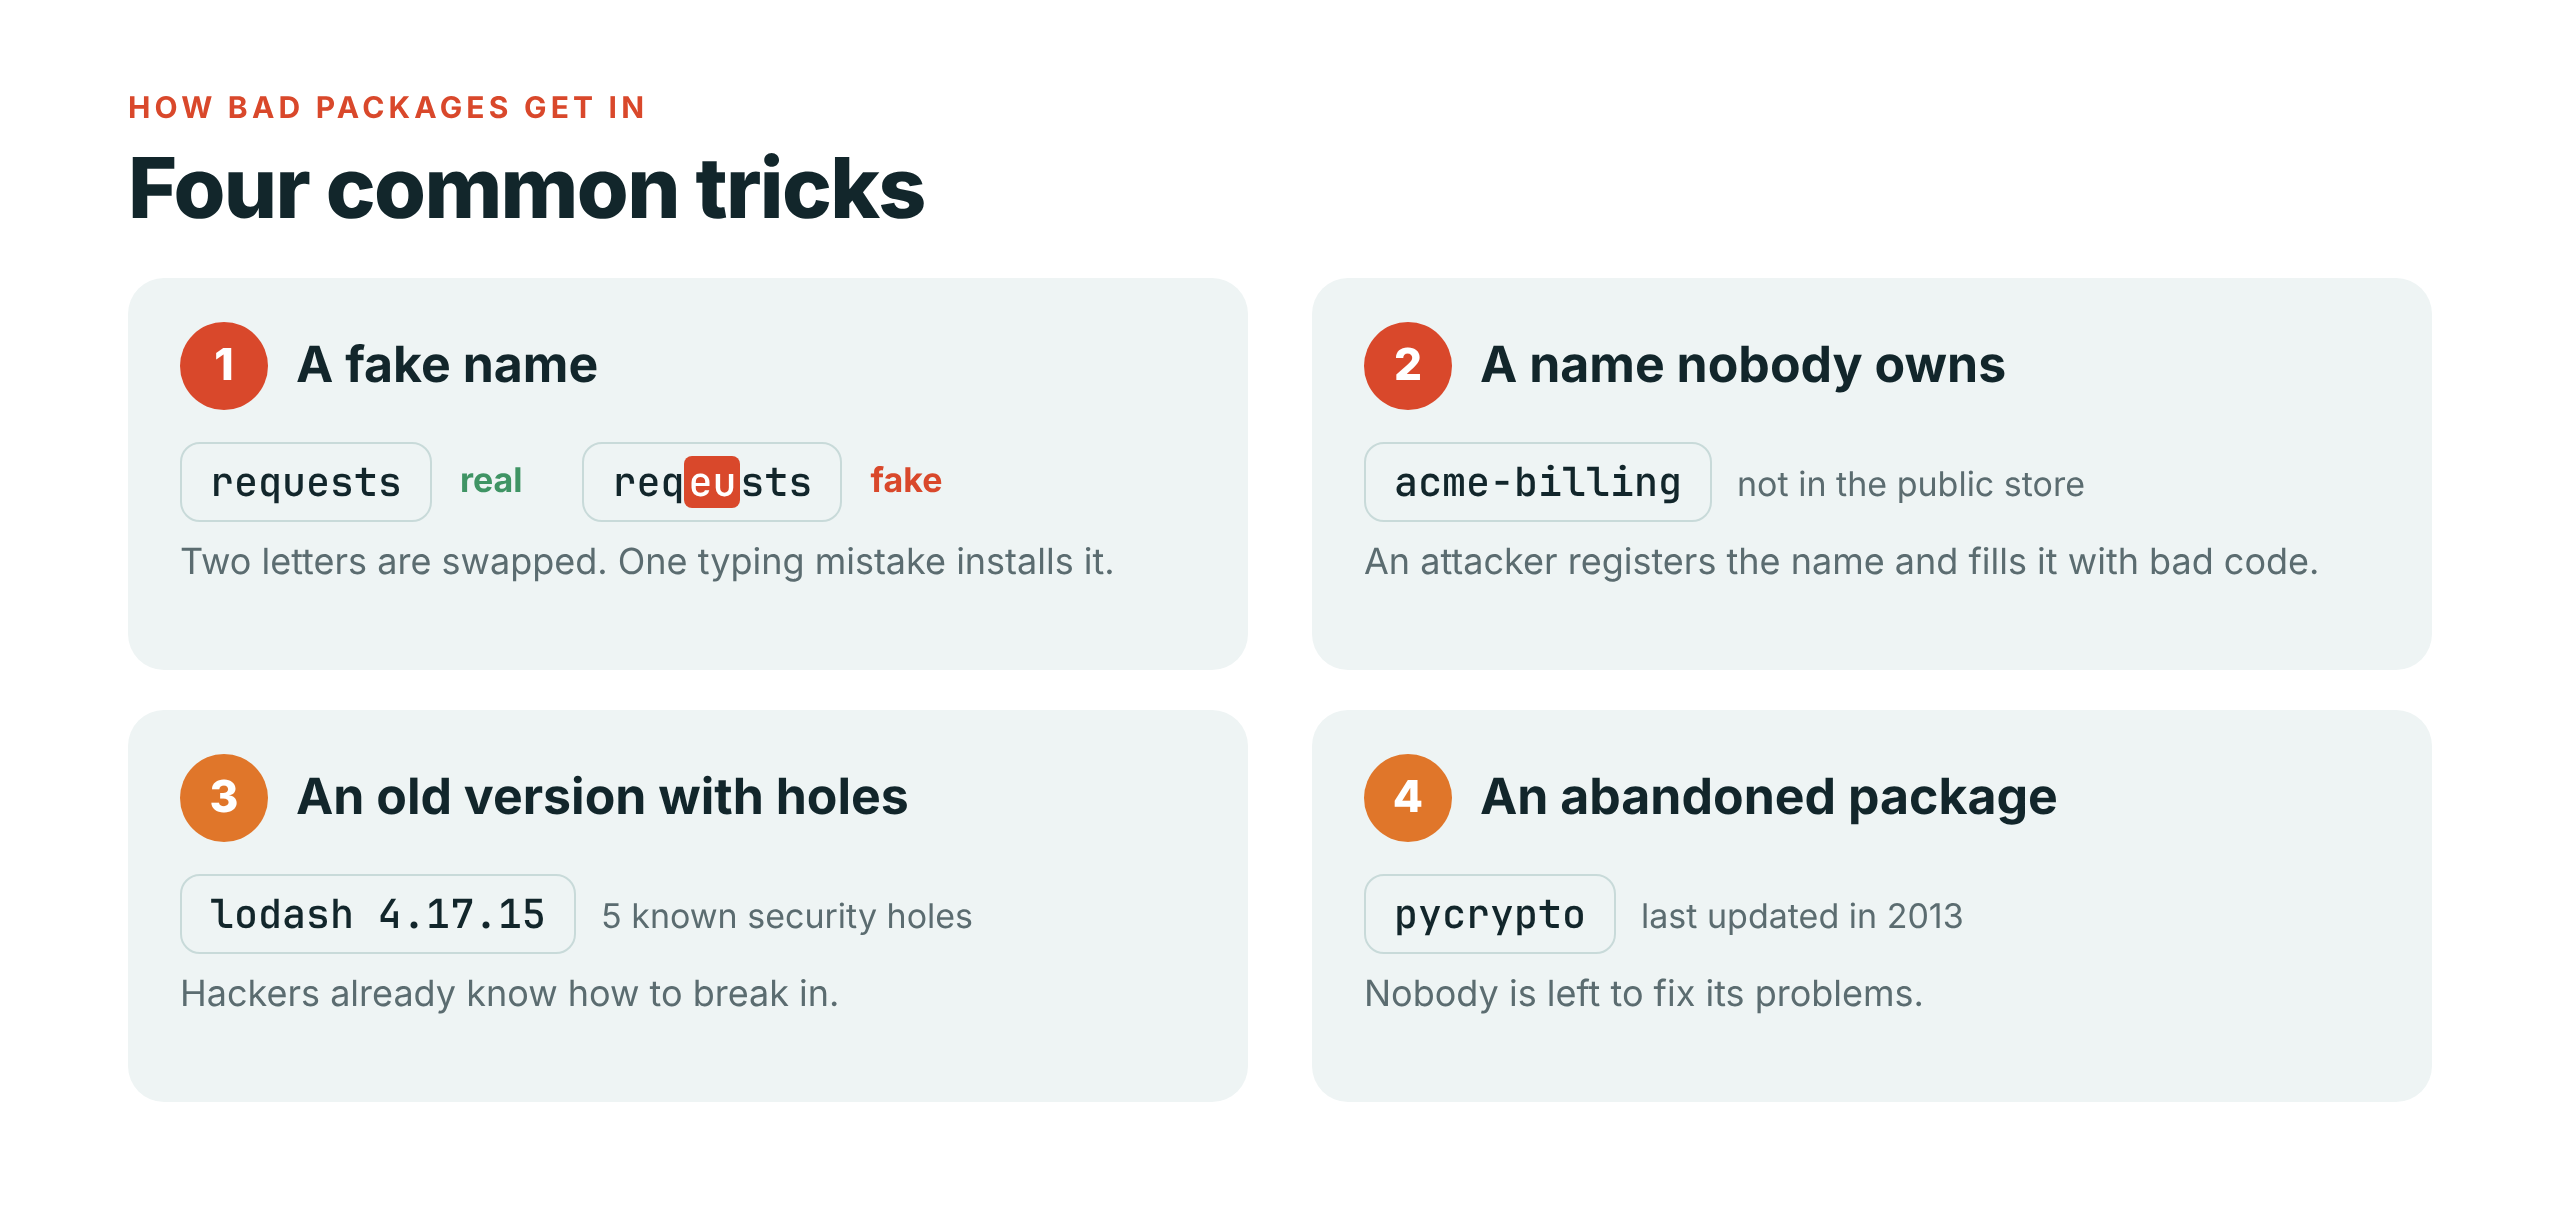 HOW BAD PACKAGES GET IN
Four common tricks
1 A fake name
requests real reqeusts fake
Two letters are swapped. One typing mistake installs it.
2 A name nobody owns
acme-billing not in the public store
An attacker registers the name and fills it with bad code.
3 An old version with holes
lodash 4.17.15 5 known security holes
Hackers already know how to break in.
4 An abandoned package
pycrypto last updated in 2013
Nobody is left to fix its problems.